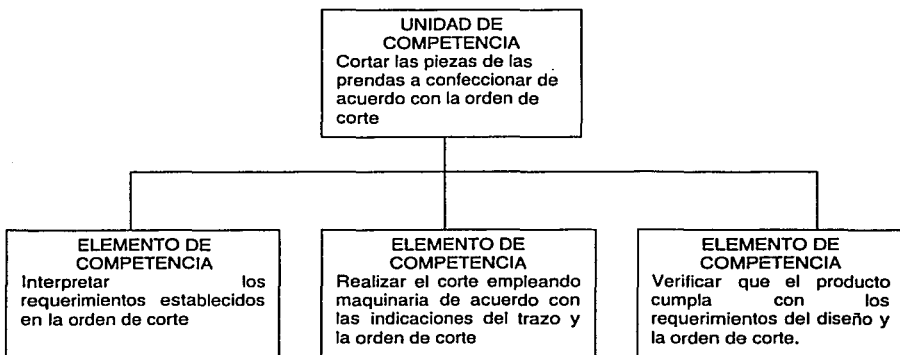 UNIDAD DE
COMPETENCIA
Cortar las piezas de las
prendas a confeccionar de
acuerdo con la orden de
corte
ELEMENTO DE
COMPETENCIA
Interpretar los
requerimientos establecidos
en la orden de corte
ELEMENTO DE
COMPETENCIA
Realizar el corte empleando
maquinaria de acuerdo con
las indicaciones del trazo y
la orden de corte
ELEMENTO DE
COMPETENCIA
Verificar que el producto
cumpla con los
requerimientos del diseño y
la orden de corte.